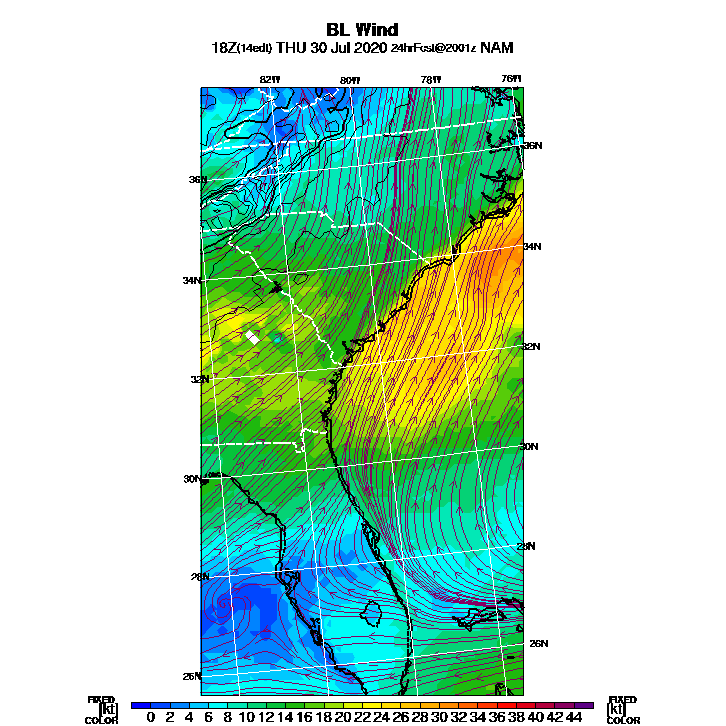 BL Wind
18Z(14edt) THU 30 Jul 2020 24hrFcst@2001z NAM
82W 80W 78W 76W
36N 36N
34N 34N
32N 32N
30N 30N
28N 28N
26N 26N
FIXED [kt] COLOR 0 2 4 6 8 10 12 14 16 18 20 22 24 26 28 30 32 34 36 38 40 42 44 FIXED [kt] COLOR